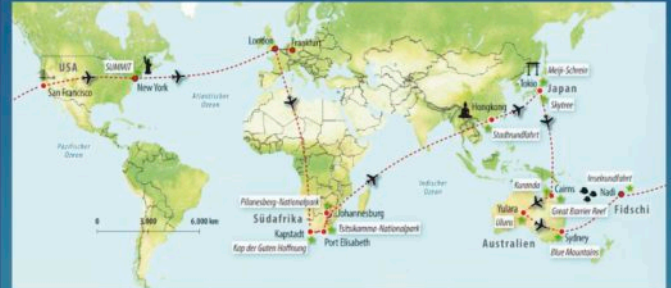 USA
SUMMIT
San Francisco
New York
Atlantischer
Ozean
Pazifischer
Ozean
0 3.000 6.000 km
London
Frankfurt
Pilanesberg-Nationalpark
Südafrika
Johannesburg
Kapstadt
Tsitsikamma-Nationalpark
Port Elisabeth
Kap der Guten Hoffnung
Indischer
Ozean
Hongkong
Stadtrundfahrt
Meiji-Schrein
Tokio
Japan
Skytree
Kuranda
Cairns
Great Barrier Reef
Inselrundfahrt
Nadi
Fidschi
Yulara
Uluru
Australien
Sydney
Blue Mountains